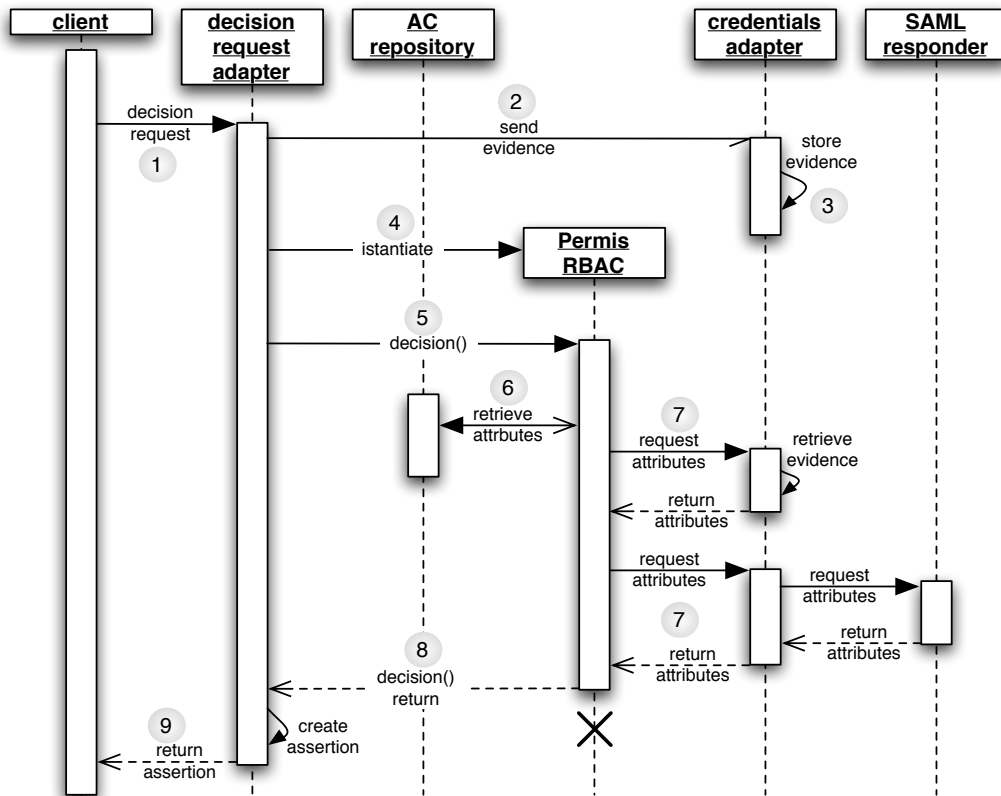 client
decision
request
adapter
AC
repository
credentials
adapter
SAML
responder
decision
request
1
2
send
evidence
store
evidence
3
4
istantiate
Permis
RBAC
5
decision()
6
retrieve
attrbutes
7
request
attributes
retrieve
evidence
return
attributes
request
attributes
request
attributes
7
return
attributes
return
attributes
8
decision()
return
create
assertion
9
return
assertion